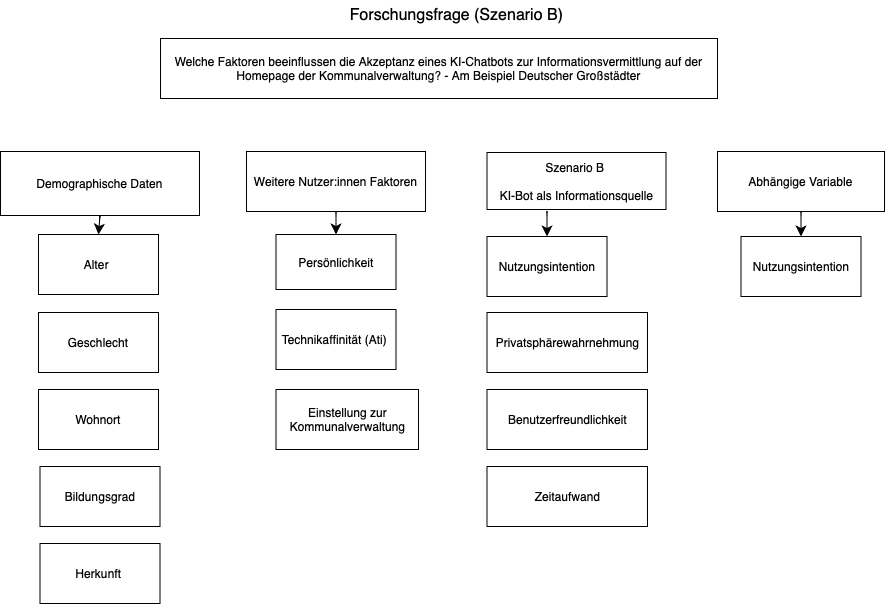 Forschungsfrage (Szenario B)
Welche Faktoren beeinflussen die Akzeptanz eines KI-Chatbots zur Informationsvermittlung auf der
Homepage der Kommunalverwaltung? - Am Beispiel Deutscher Großstädter
Demographische Daten
Alter
Geschlecht
Wohnort
Bildungsgrad
Herkunft
Weitere Nutzer:innen Faktoren
Persönlichkeit
Technikaffinität (Ati)
Einstellung zur
Kommunalverwaltung
Szenario B
KI-Bot als Informationsquelle
Nutzungsintention
Privatsphärewahrnehmung
Benutzerfreundlichkeit
Zeitaufwand
Abhängige Variable
Nutzungsintention